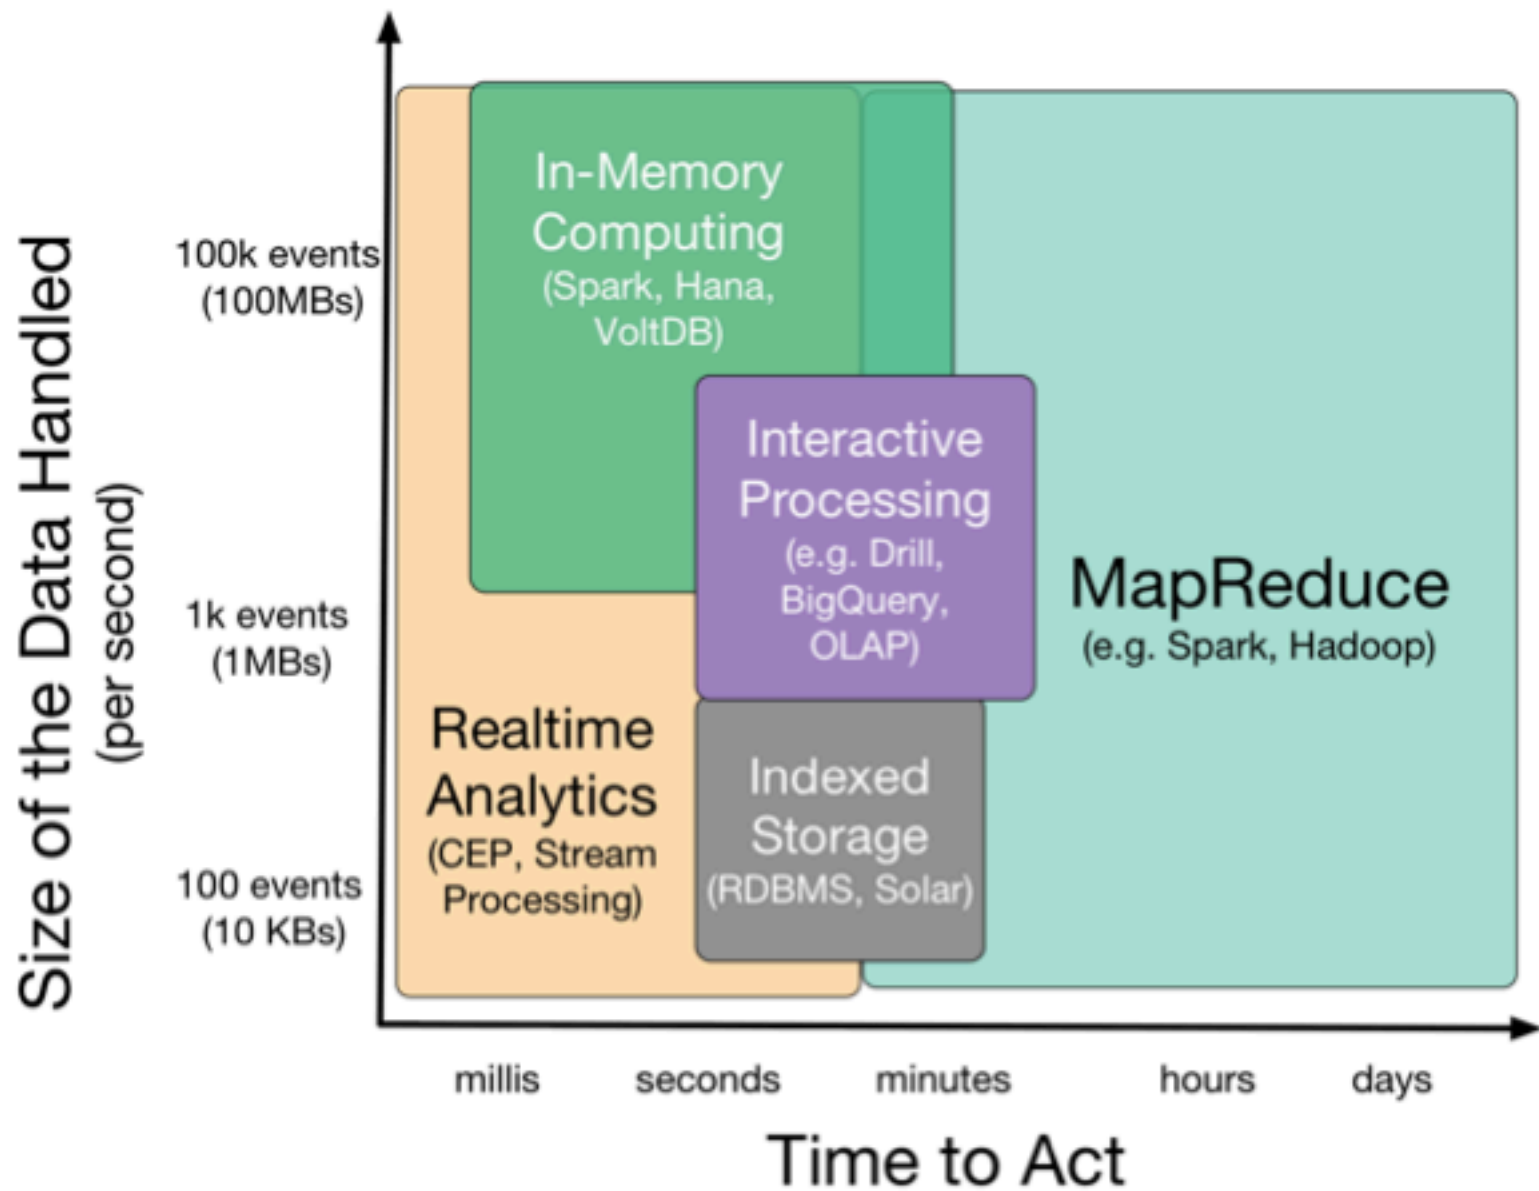 Size of the Data Handled
(per second)
100k events
(100MBs)
1k events
(1MBs)
100 events
(10 KBs)
In-Memory
Computing
(Spark, Hana,
VoltDB)
Interactive
Processing
(e.g. Drill,
BigQuery,
OLAP)
MapReduce
(e.g. Spark, Hadoop)
Realtime
Analytics
(CEP, Stream
Processing)
Indexed
Storage
(RDBMS, Solar)
millis
seconds
minutes
hours
days
Time to Act